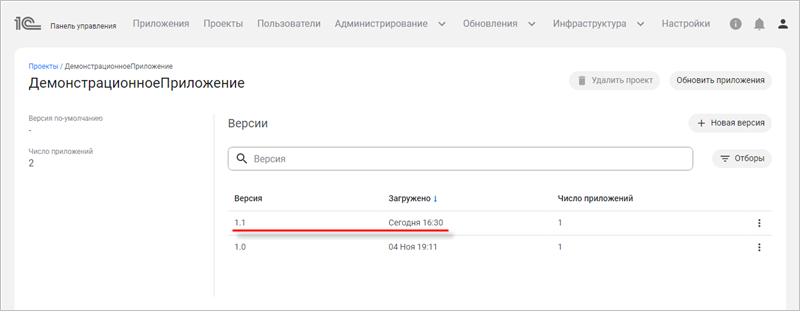 1С Панель управления Приложения Проекты Пользователи Администрирование Обновления Инфраструктура Настройки
Проекты / ДемонстрационноеПриложение
ДемонстрационноеПриложение
Удалить проект Обновить приложения
Версия по-умолчанию
-
Число приложений
2
Версии
+ Новая версия
Версия
Отборы
Версия Загружено ↓ Число приложений
1.1 Сегодня 16:30 1
1.0 04 Ноя 19:11 1